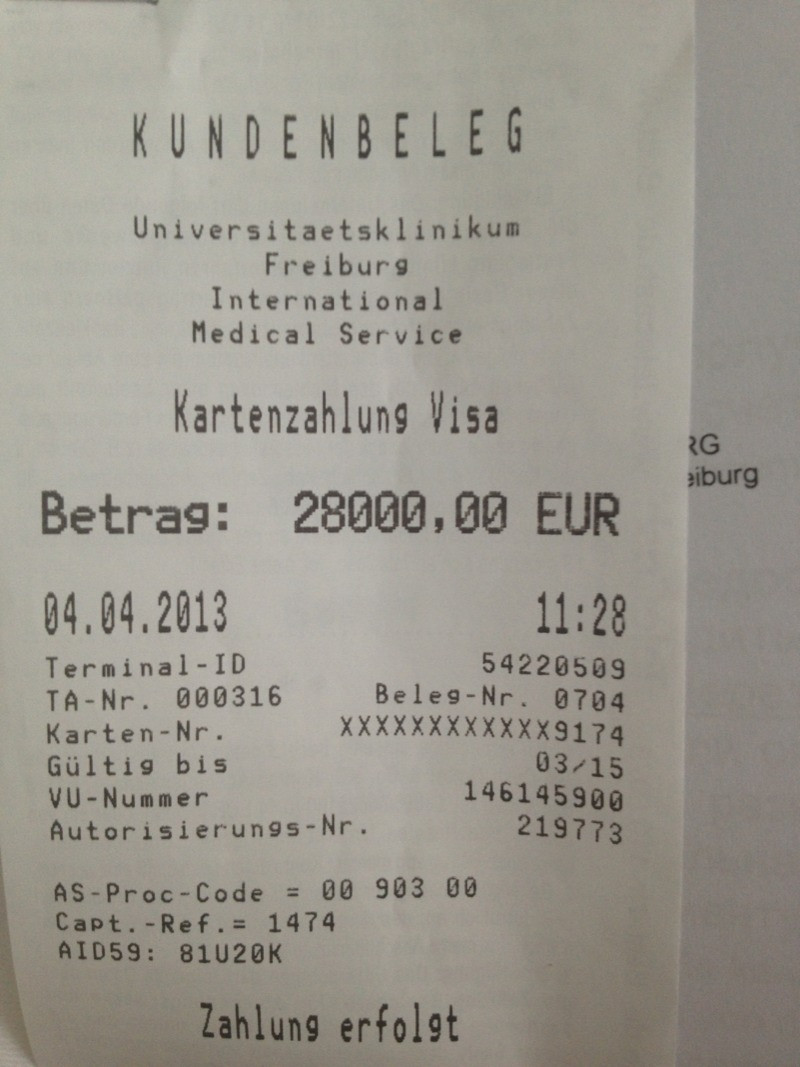 KUNDENBELEG
Universitaetsklinikum
Freiburg
International
Medical Service
Kartenzahlung Visa
Betrag: 28000,00 EUR
04.04.2013 11:28
Terminal-ID 54220509
TA-Nr. 000316 Beleg-Nr. 0704
Karten-Nr. XXXXXXXXXXXX9174
Gültig bis 03/15
VU-Nummer 146145900
Autorisierungs-Nr. 219773
AS-Proc-Code = 00 903 00
Capt.-Ref.= 1474
AID59: 81U20K
Zahlung erfolgt
RG
eiburg